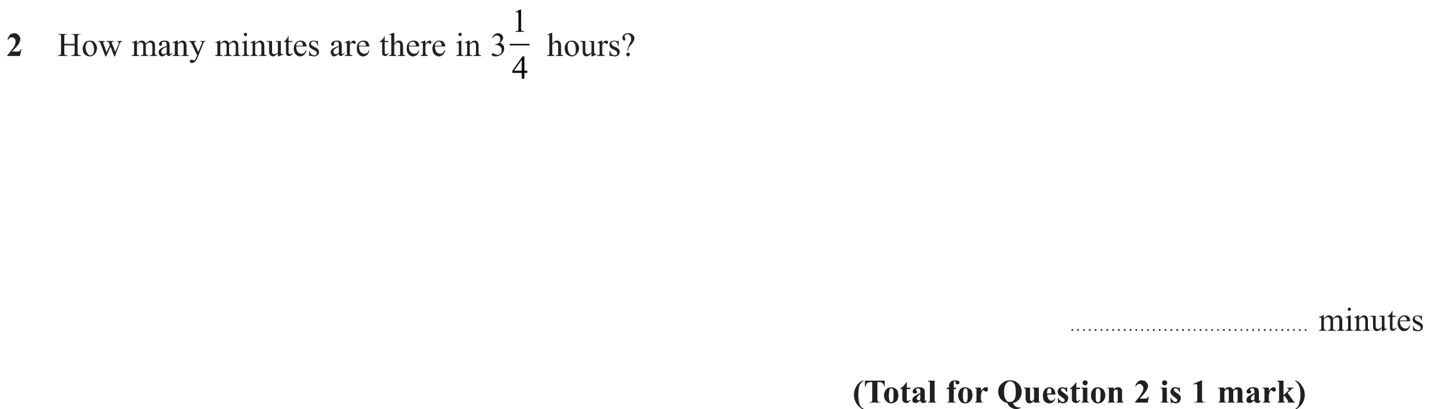 2 How many minutes are there in 3 1/4 hours?
........................................ minutes
(Total for Question 2 is 1 mark)